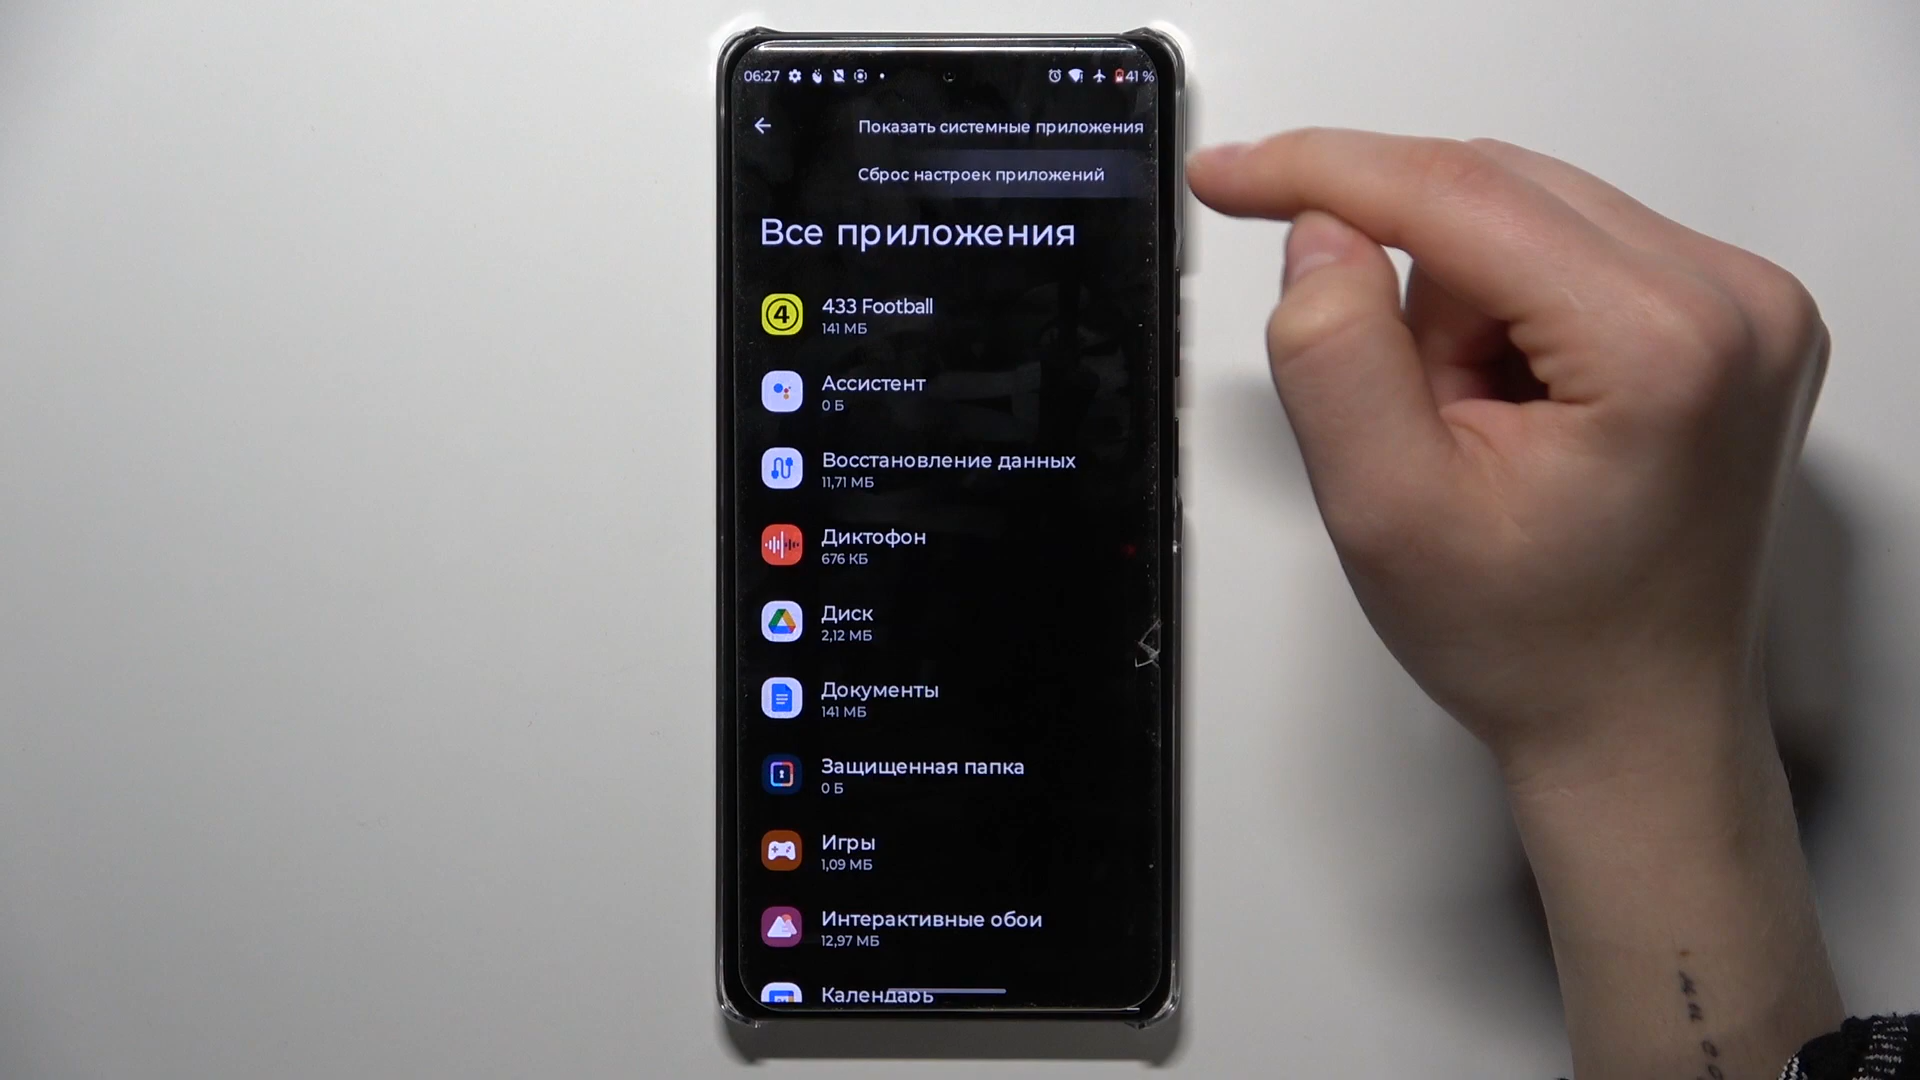 06:27 41 %
Показать системные приложения
Сброс настроек приложений
Все приложения
433 Football
141 МБ
Ассистент
0 Б
Восстановление данных
11,71 МБ
Диктофон
676 КБ
Диск
2,12 МБ
Документы
141 МБ
Защищенная папка
0 Б
Игры
1,09 МБ
Интерактивные обои
12,97 МБ
Календарь